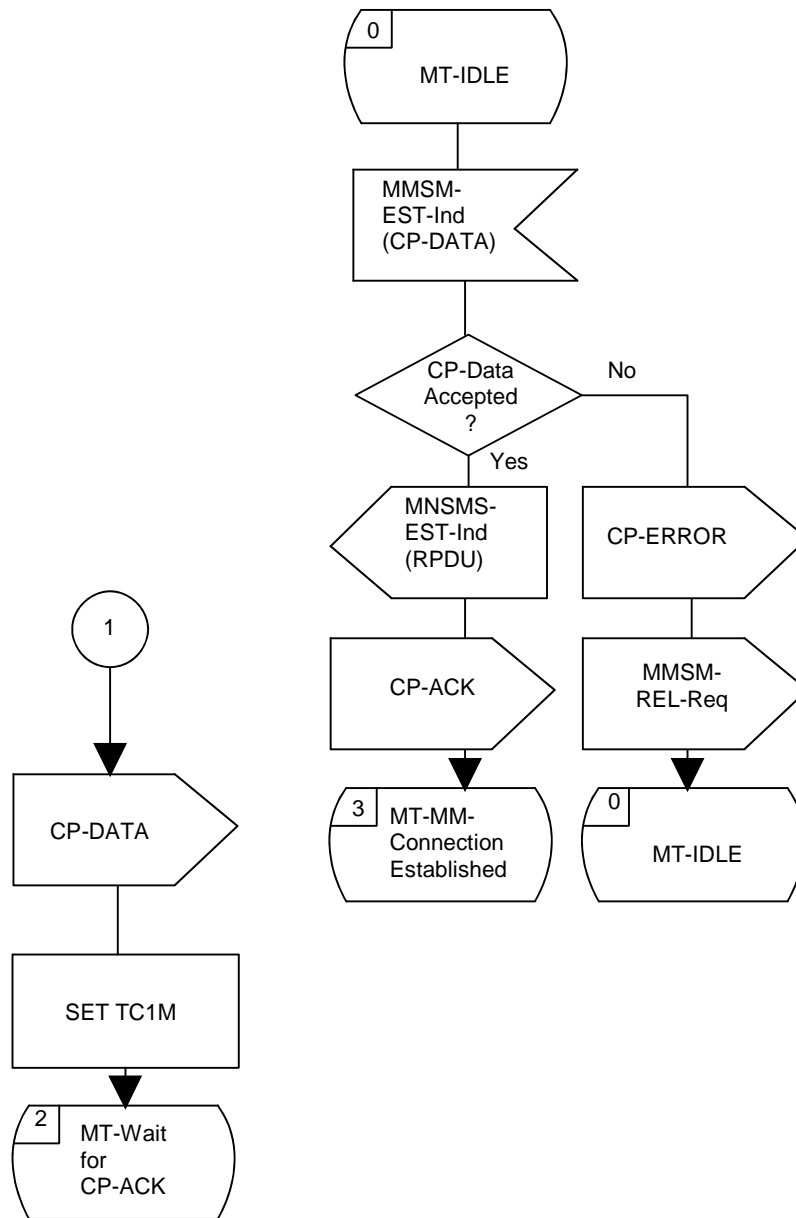 0
MT-IDLE
MMSM-
EST-Ind
(CP-DATA)
CP-Data
Accepted
?
No
Yes
MNSMS-
EST-Ind
(RPDU)
CP-ERROR
1
CP-ACK
MMSM-
REL-Req
CP-DATA
3
MT-MM-
Connection
Established
0
MT-IDLE
SET TC1M
2
MT-Wait
for
CP-ACK